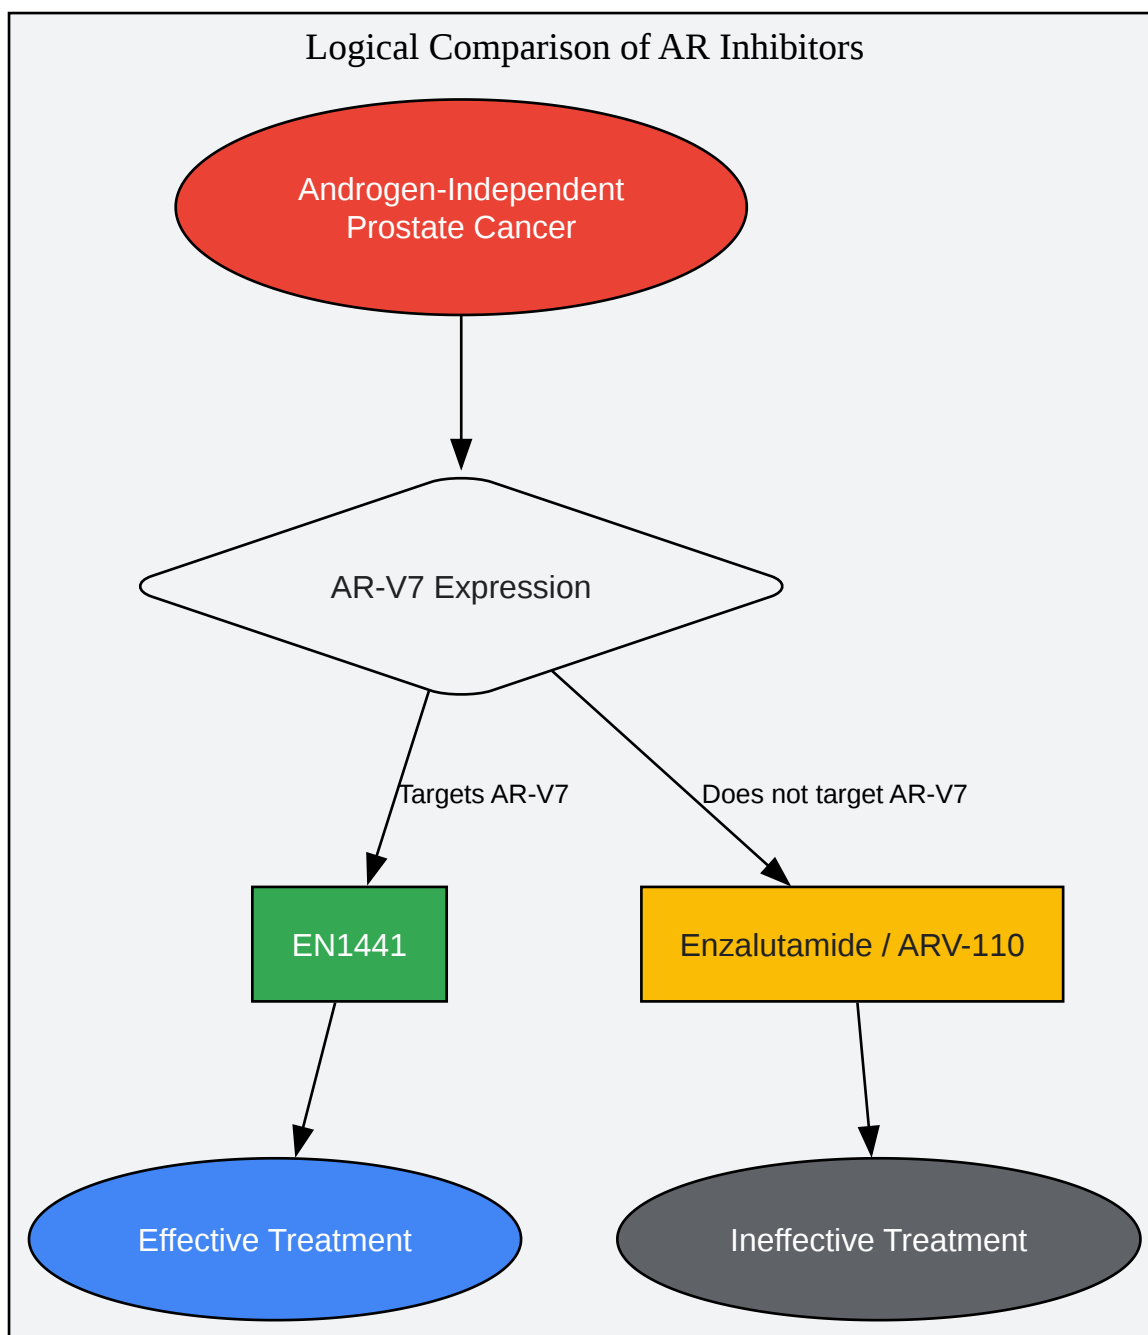 Logical Comparison of AR Inhibitors
Androgen-Independent
Prostate Cancer
AR-V7 Expression
Targets AR-V7
Does not target AR-V7
EN1441
Enzalutamide / ARV-110
Effective Treatment
Ineffective Treatment